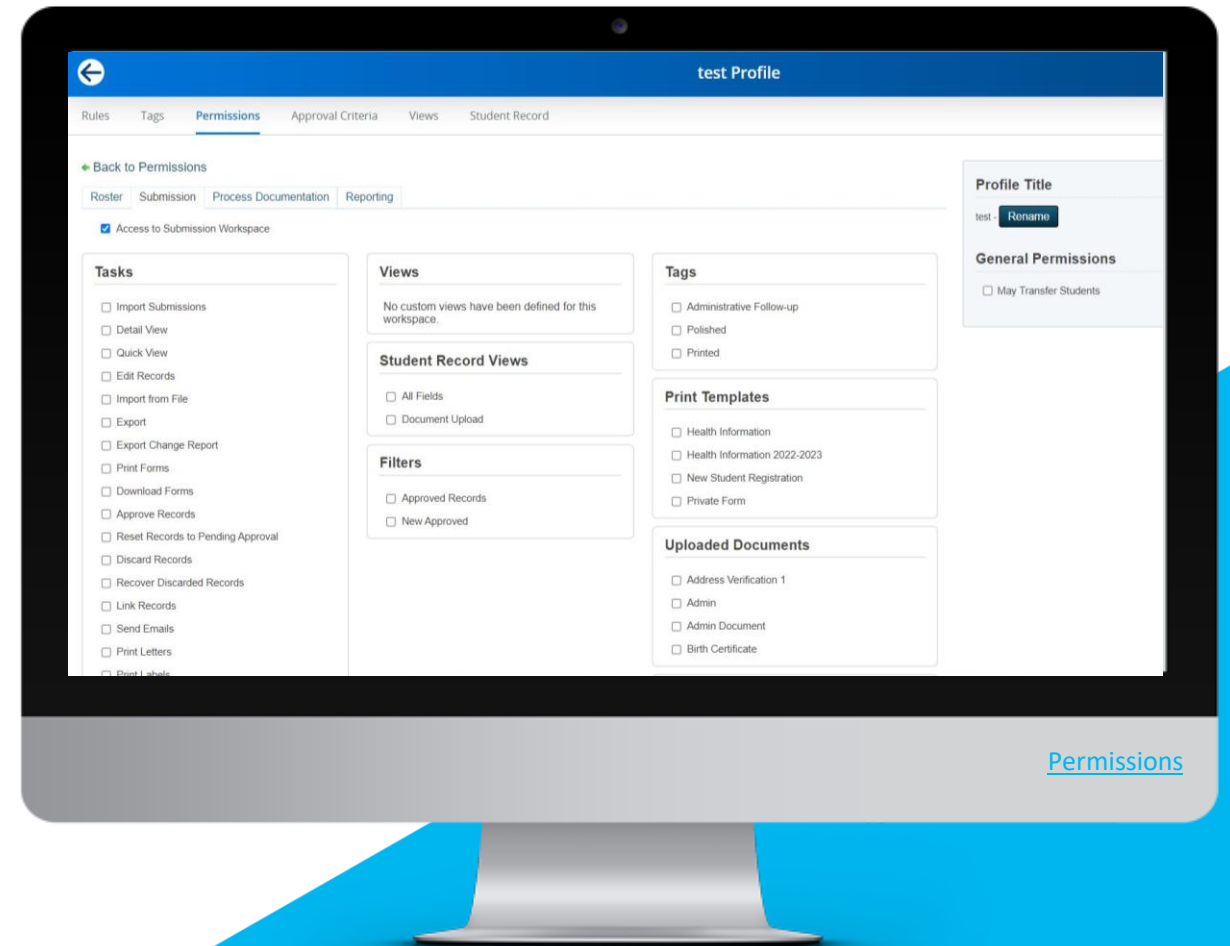 test Profile
Rules Tags Permissions Approval Criteria Views Student Record
Back to Permissions
Roster Submission Process Documentation Reporting
Access to Submission Workspace
Tasks
Import Submissions
Detail View
Quick View
Edit Records
Import from File
Export
Export Change Report
Print Forms
Download Forms
Approve Records
Reset Records to Pending Approval
Discard Records
Recover Discarded Records
Link Records
Send Emails
Print Letters
Print Labels
Views
No custom views have been defined for this
workspace.
Student Record Views
All Fields
Document Upload
Filters
Approved Records
New Approved
Tags
Administrative Follow-up
Polished
Printed
Print Templates
Health Information
Health Information 2022-2023
New Student Registration
Private Form
Uploaded Documents
Address Verification 1
Admin
Admin Document
Birth Certificate
Profile Title
test - Rename
General Permissions
May Transfer Students
Permissions